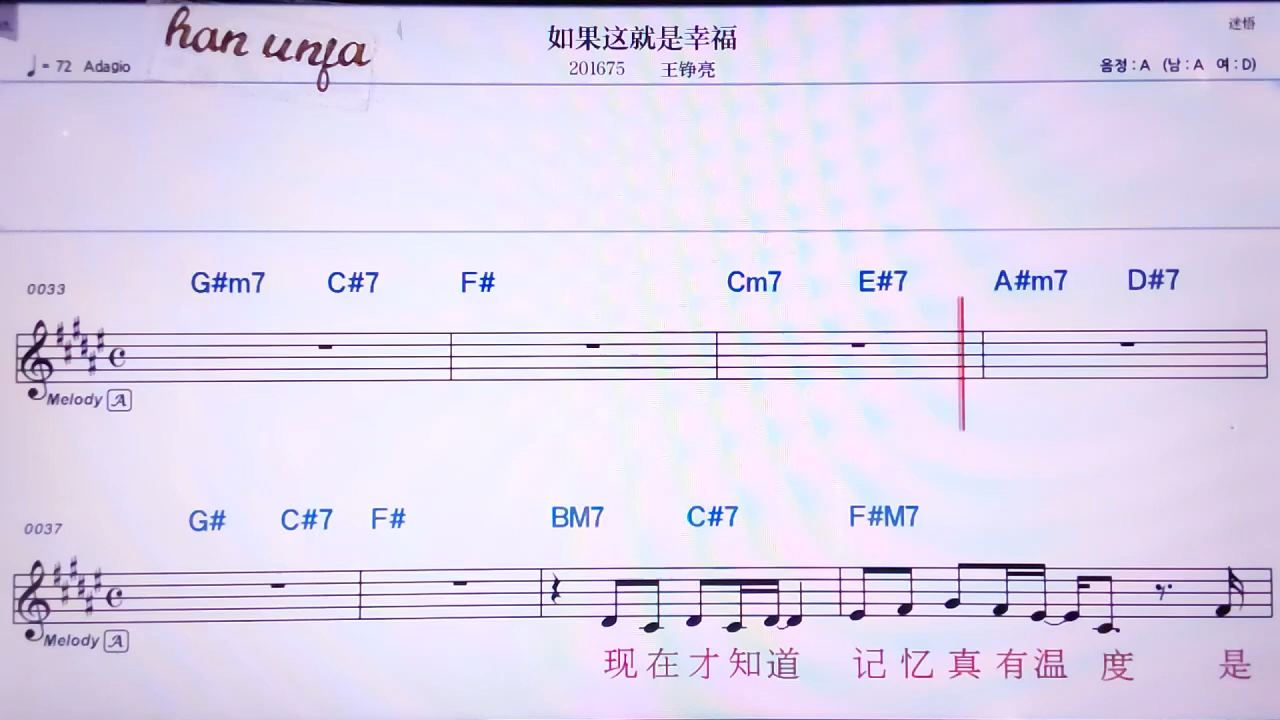 han unfa
如果这就是幸福
迷悟
= 72 Adagio
201675 王铮亮
음정 : A (남 : A 여 : D)
G#m7 C#7 F# Cm7 E#7 A#m7 D#7
0033
Melody A
G# C#7 F# BM7 C#7 F#M7
0037
Melody A
现在才知道 记忆真有温度 是